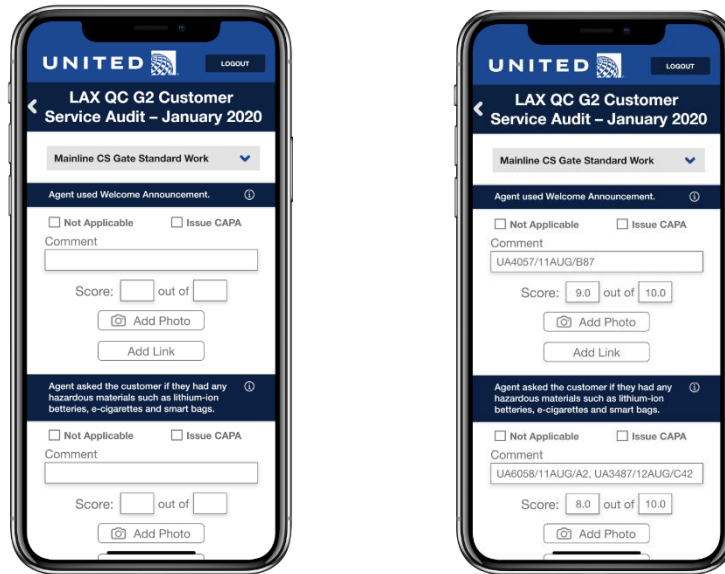 UNITED
LOGOUT
LAX QC G2 Customer
Service Audit – January 2020
Mainline CS Gate Standard Work
Agent used Welcome Announcement.
Not Applicable
Issue CAPA
Comment
Score:
out of
Add Photo
Add Link
Agent asked the customer if they had any
hazardous materials such as lithium-ion
betteries, e-cigarettes and smart bags.
Not Applicable
Issue CAPA
Comment
Score:
out of
Add Photo
UNITED
LOGOUT
LAX QC G2 Customer
Service Audit – January 2020
Mainline CS Gate Standard Work
Agent used Welcome Announcement.
Not Applicable
Issue CAPA
Comment
UA4057/11AUG/B87
Score: 9.0 out of 10.0
Add Photo
Add Link
Agent asked the customer if they had any
hazardous materials such as lithium-ion
betteries, e-cigarettes and smart bags.
Not Applicable
Issue CAPA
Comment
UA6058/11AUG/A2, UA3487/12AUG/C42
Score: 8.0 out of 10.0
Add Photo